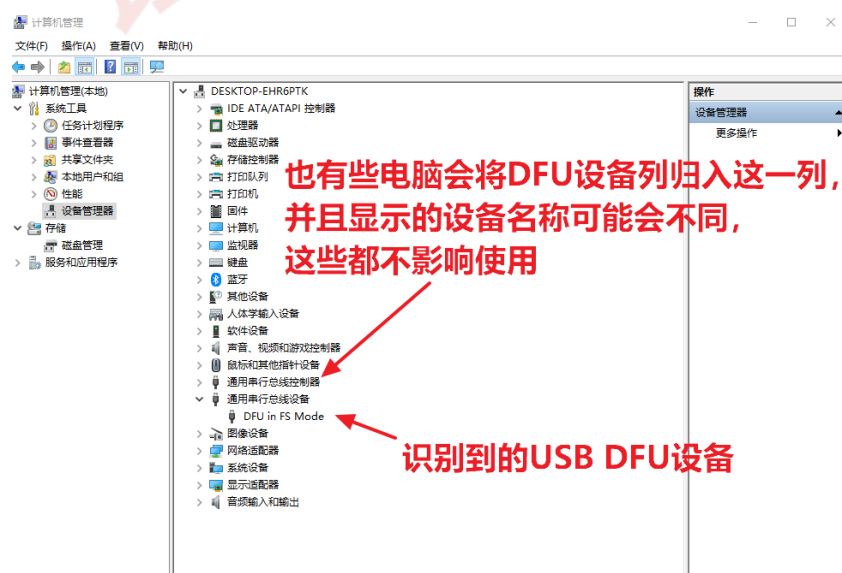 计算机管理
文件(F) 操作(A) 查看(V) 帮助(H)
计算机管理(本地)
系统工具
任务计划程序
事件查看器
共享文件夹
本地用户和组
性能
设备管理器
存储
磁盘管理
服务和应用程序
DESKTOP-EHR6PTK
IDE ATA/ATAPI 控制器
处理器
磁盘驱动器
存储控制器
打印队列
打印机
固件
计算机
监视器
键盘
蓝牙
其他设备
人体学输入设备
软件设备
声音、视频和游戏控制器
鼠标和其他指针设备
通用串行总线控制器
通用串行总线设备
DFU in FS Mode
图像设备
网络适配器
系统设备
显示适配器
音频输入和输出
也有些电脑会将DFU设备列归入这一列,
并且显示的设备名称可能会不同,
这些都不影响使用
识别到的USB DFU设备
操作
设备管理器
更多操作